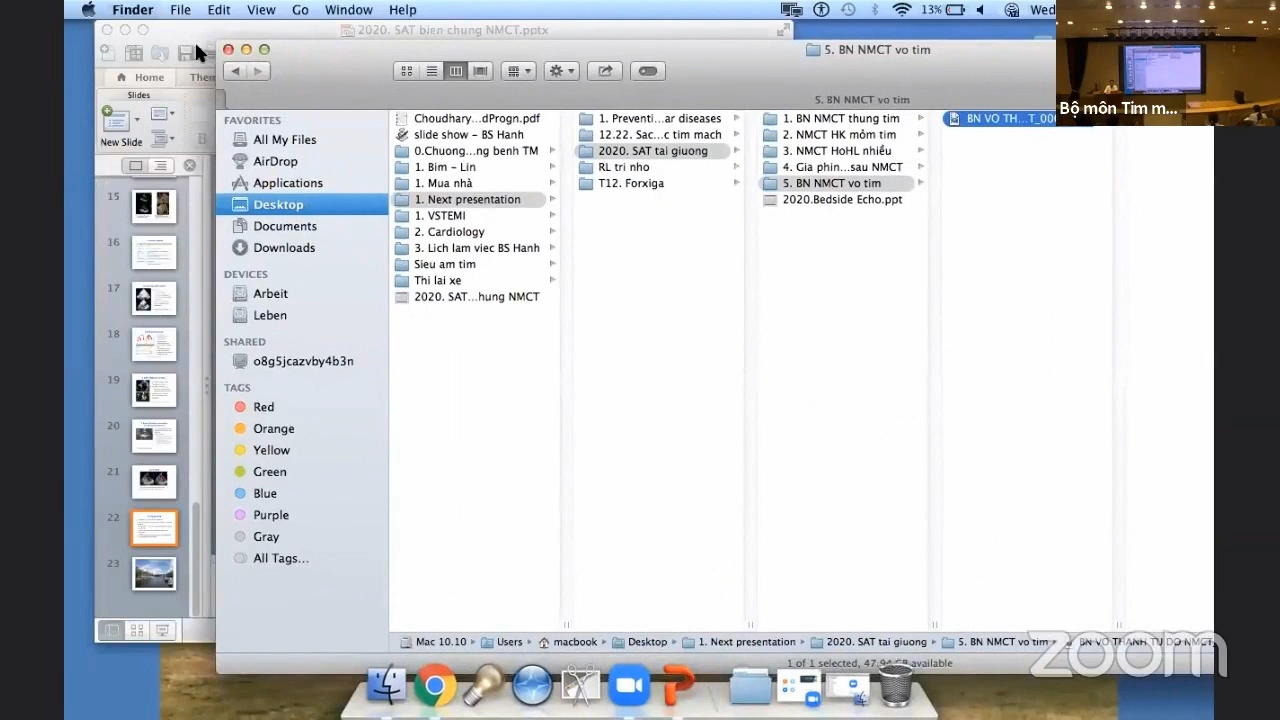 Finder File Edit View Go Window Help 13% Wed
2020. SAT bien chung NMCT.pptx
5. BN NMCT vo tim
Bộ môn Tim m...
Home
Slides
New Slide
5. BN NMCT vo tim
FAVORITES
All My Files
AirDrop
Applications
Desktop
Documents
Downloads
DEVICES
Arbeit
Leben
SHARED
o8g5jcazvby4b3n
TAGS
Red
Orange
Yellow
Green
Blue
Purple
Gray
All Tags...
Choudhary...dProgn.pdf
slide show - BS Hanh
0.Chuong...ng benh TM
1. Bim - Lin
1. Mua nhà
1. Next presentation
1. VSTEMI
2. Cardiology
3. Lich lam viec BS Hanh
Sieu am tim
Thi lai xe
2020. SAT...hung NMCT
1. Preventi...ar diseases
12.22. Sac...c tim mach
2020. SAT tai giuong
RL tri nho
T12. Forxiga
1. BN NMCT thung tim
2. NMCT HK mỏm tim
3. NMCT HoHL nhiều
4. Gia phin...sau NMCT
5. BN NMCT vo tim
2020.Bedside Echo.ppt
15
16
17
18
19
20
21
22
23
Mac 10.10 Users macbook Desktop 1. Next presentation 2020. SAT tai giuong 5. BN NMCT vo tim BN VO THANH TU DO NMCT
1 of 1 selected, 47.94 GB available
zoom